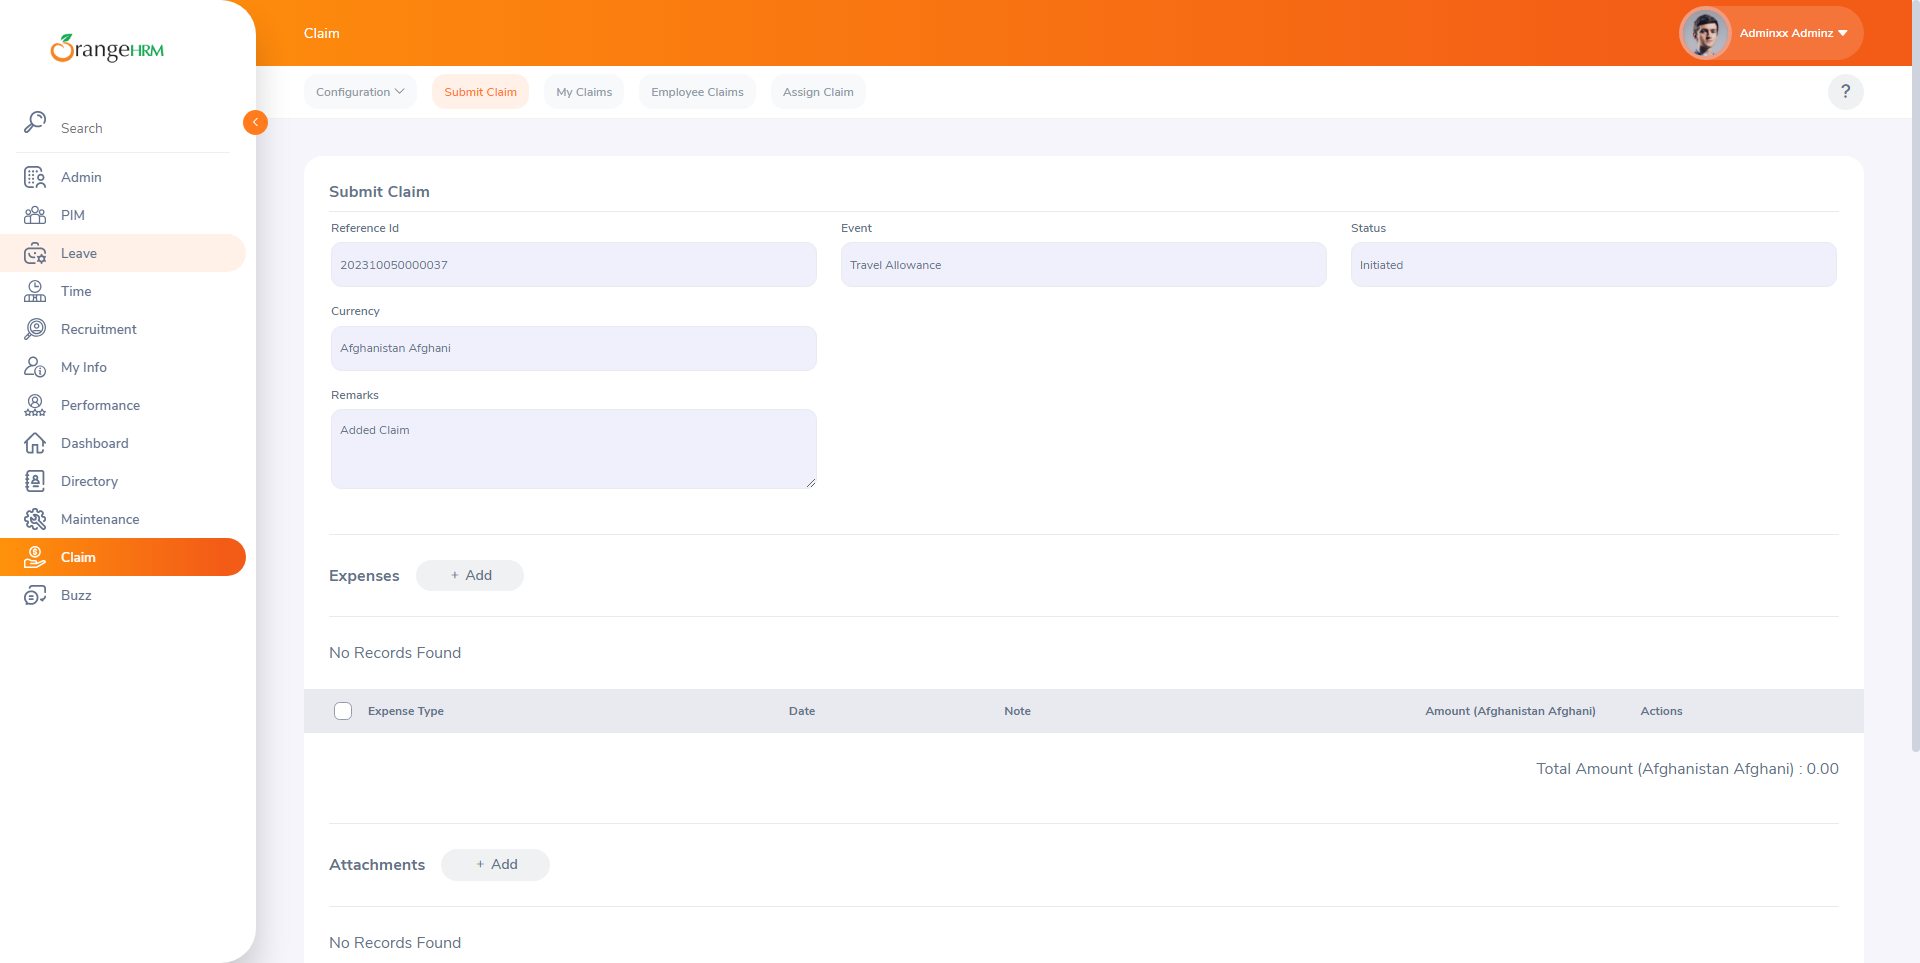 OrangeHRM
Claim
Adminxx Adminz
Configuration
Submit Claim
My Claims
Employee Claims
Assign Claim
?
Search
Admin
PIM
Leave
Time
Recruitment
My Info
Performance
Dashboard
Directory
Maintenance
Claim
Buzz
Submit Claim
Reference Id
Event
Status
202310050000037
Travel Allowance
Initiated
Currency
Afghanistan Afghani
Remarks
Added Claim
Expenses
+ Add
No Records Found
Expense Type
Date
Note
Amount (Afghanistan Afghani)
Actions
Total Amount (Afghanistan Afghani) : 0.00
Attachments
+ Add
No Records Found